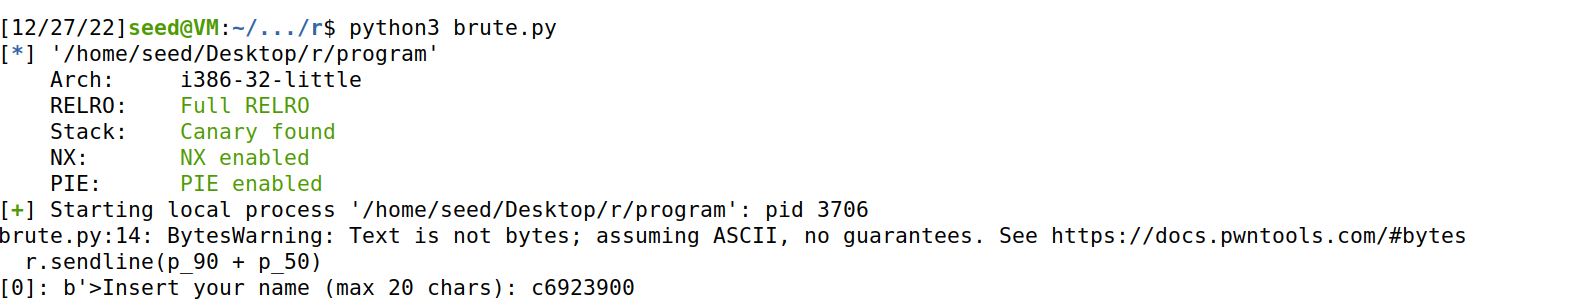 [12/27/22]seed@VM:~/.../r$ python3 brute.py
[*] '/home/seed/Desktop/r/program'
    Arch:     i386-32-little
    RELRO:    Full RELRO
    Stack:    Canary found
    NX:       NX enabled
    PIE:      PIE enabled
[+] Starting local process '/home/seed/Desktop/r/program': pid 3706
brute.py:14: BytesWarning: Text is not bytes; assuming ASCII, no guarantees. See https://docs.pwntools.com/#bytes
  r.sendline(p_90 + p_50)
[0]: b'>Insert your name (max 20 chars): c6923900